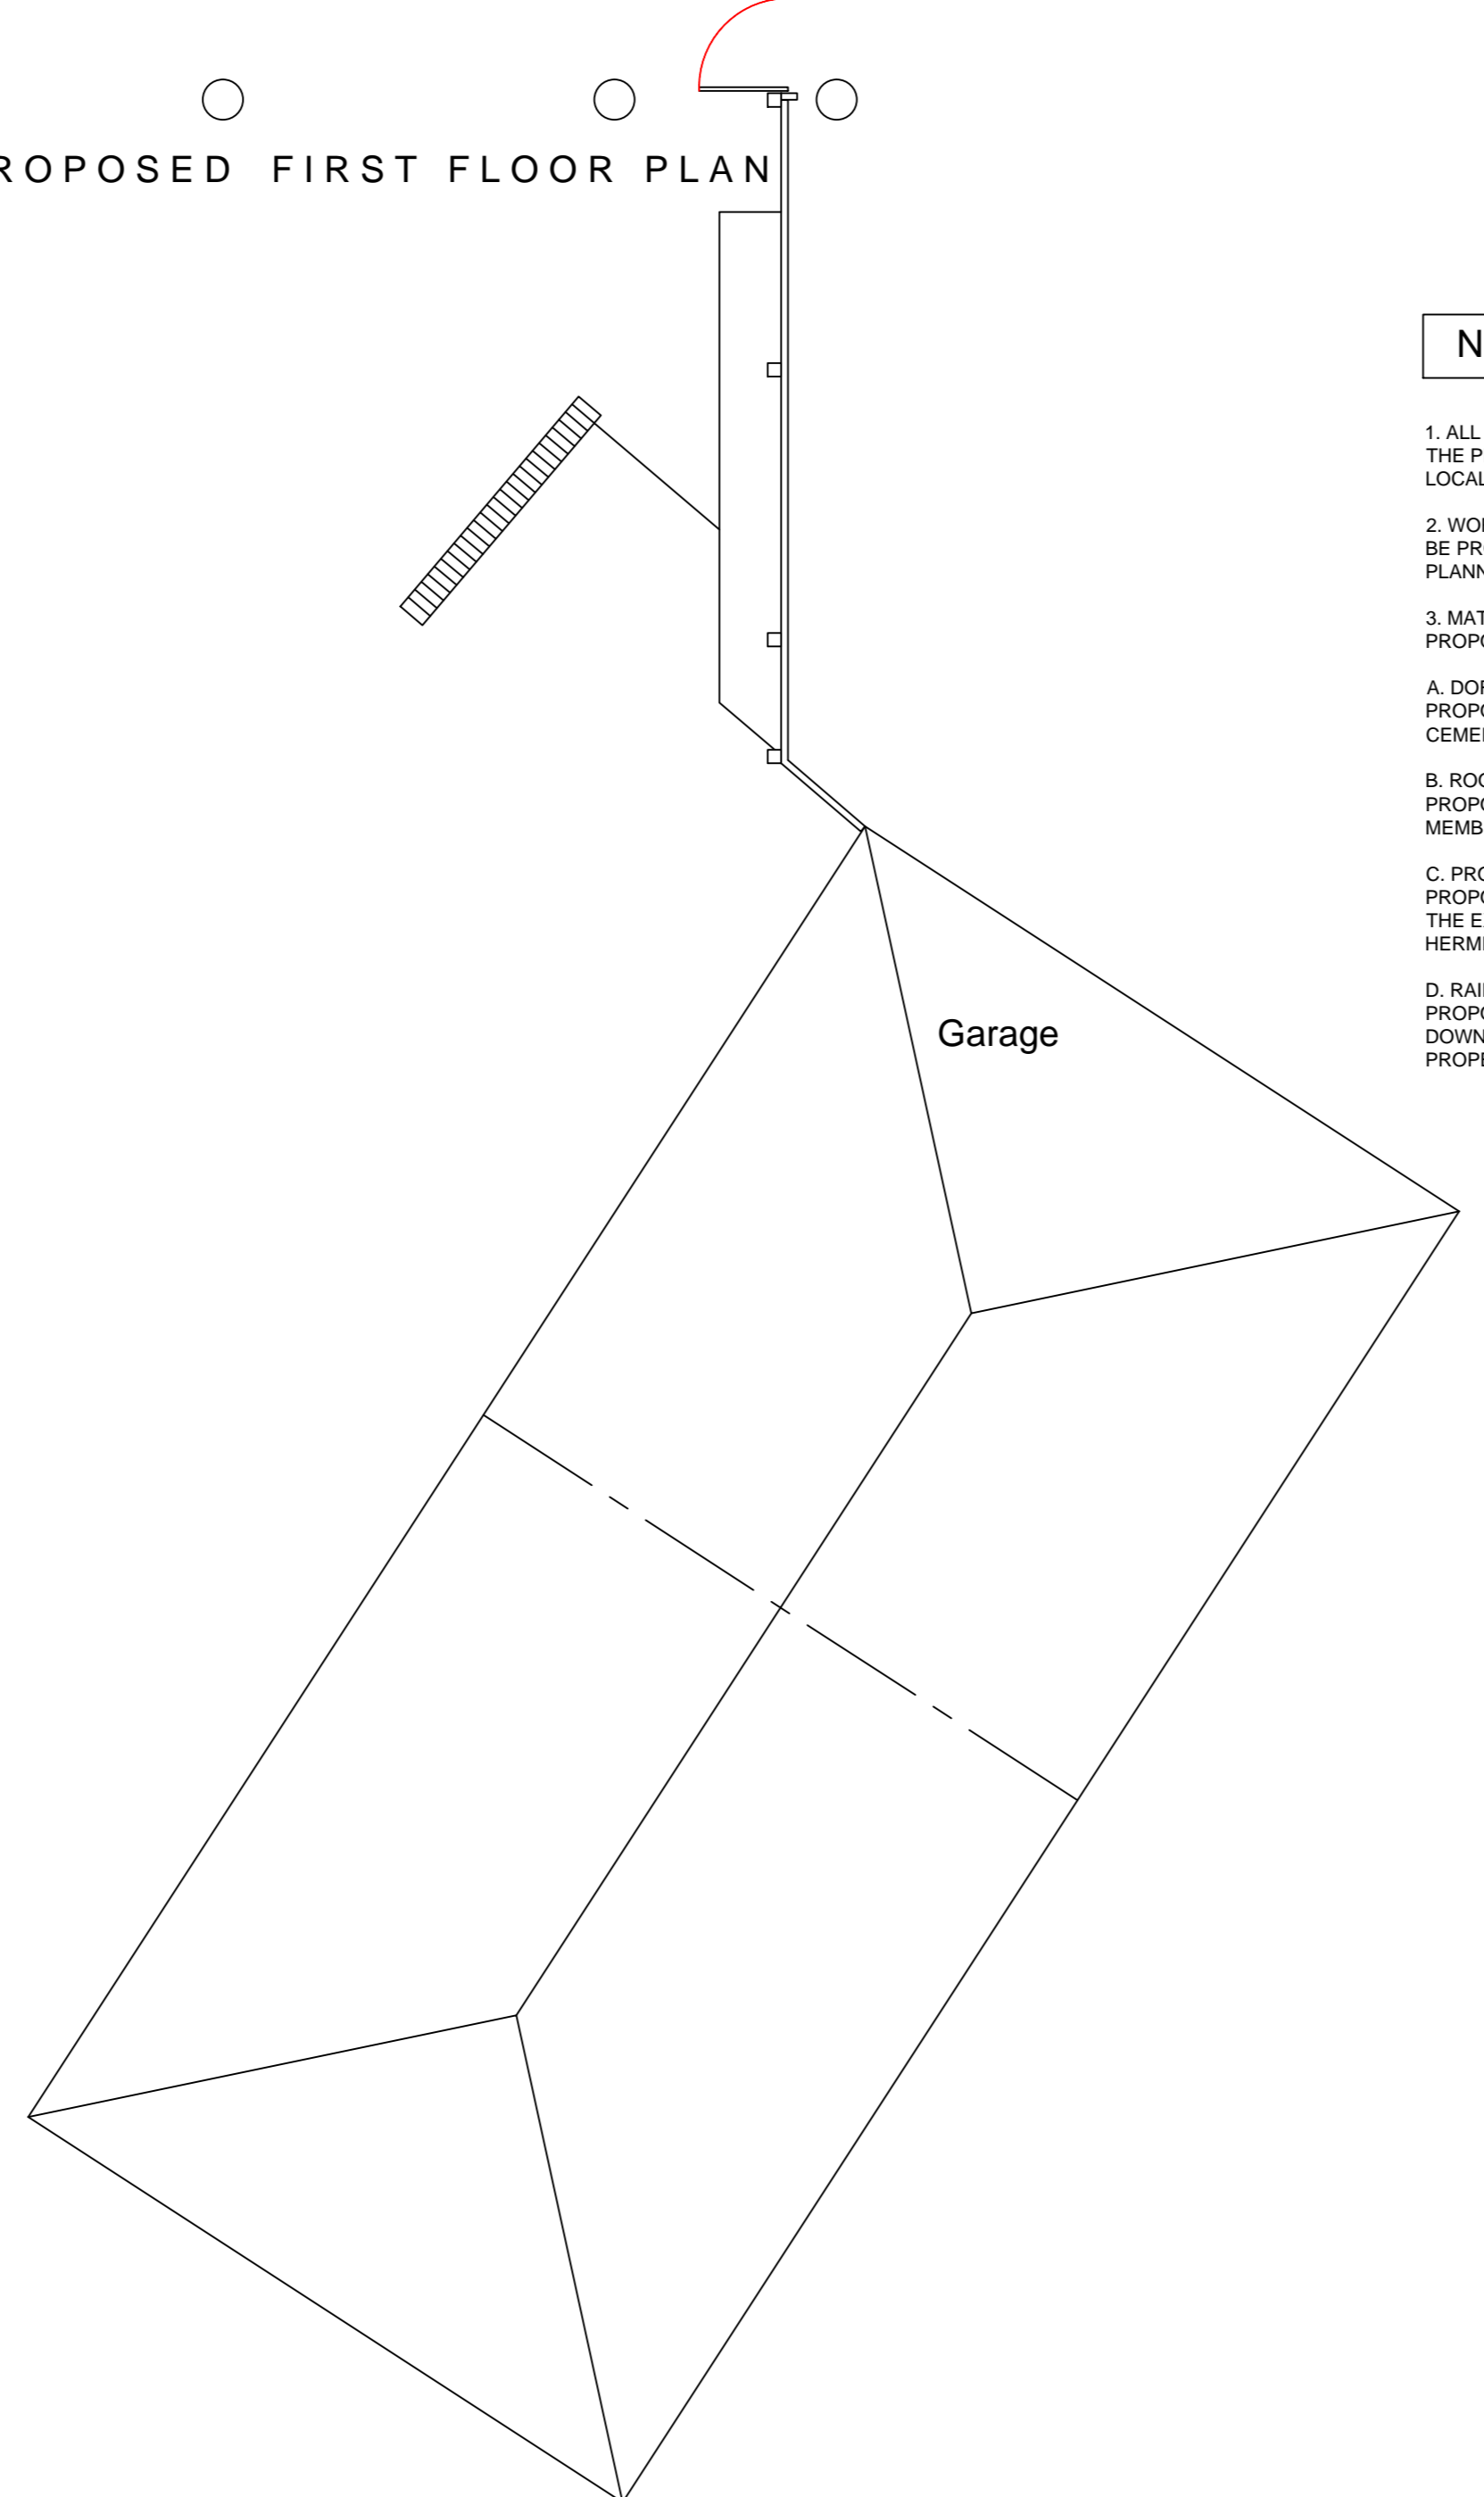 ROPOSED FIRST FLOOR PLAN
N
1. ALL
THE P
LOCAL
2. WO
BE PR
PLANN
3. MAT
PROPO
A. DOR
PROPO
CEME
B. ROO
PROPO
MEMB
C. PRO
PROPO
THE E
HERM
D. RAI
PROPO
DOWN
PROPE
Garage